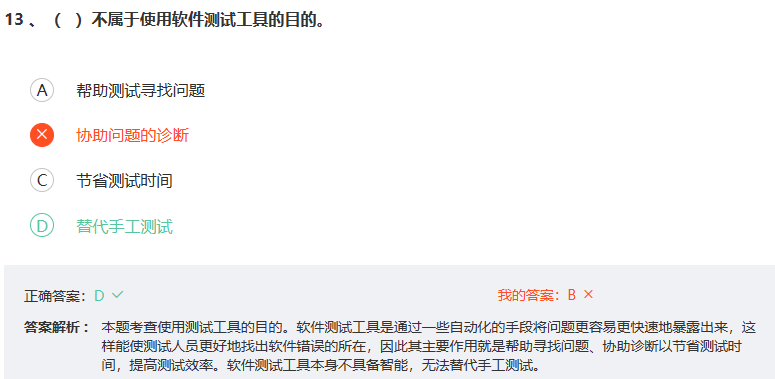 13 、 （ ）不属于使用软件测试工具的目的。
A 帮助测试寻找问题
× 协助问题的诊断
C 节省测试时间
D 替代手工测试
正确答案： D ✓ 我的答案： B ×
答案解析： 本题考查使用测试工具的目的。软件测试工具是通过一些自动化的手段将问题更容易更快速地暴露出来，这
样能使测试人员更好地找出软件错误的所在，因此其主要作用就是帮助寻找问题、协助诊断以节省测试时
间，提高测试效率。软件测试工具本身不具备智能，无法替代手工测试。